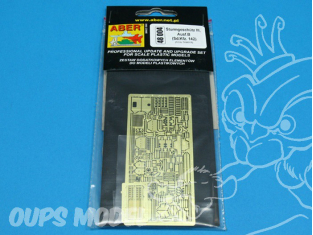 ABER
www.aber.net.pl
48 004
Sturmgeschütz III,
Ausf.B
(Sd.Kfz. 142)
PROFESSIONAL UPDATE AND UPGRADE SET
FOR SCALE PLASTIC MODELS
ZESTAW DODATKOWYCH ELEMENTÓW
DO MODELI PLASTIKOWYCH
OUPS MODEL